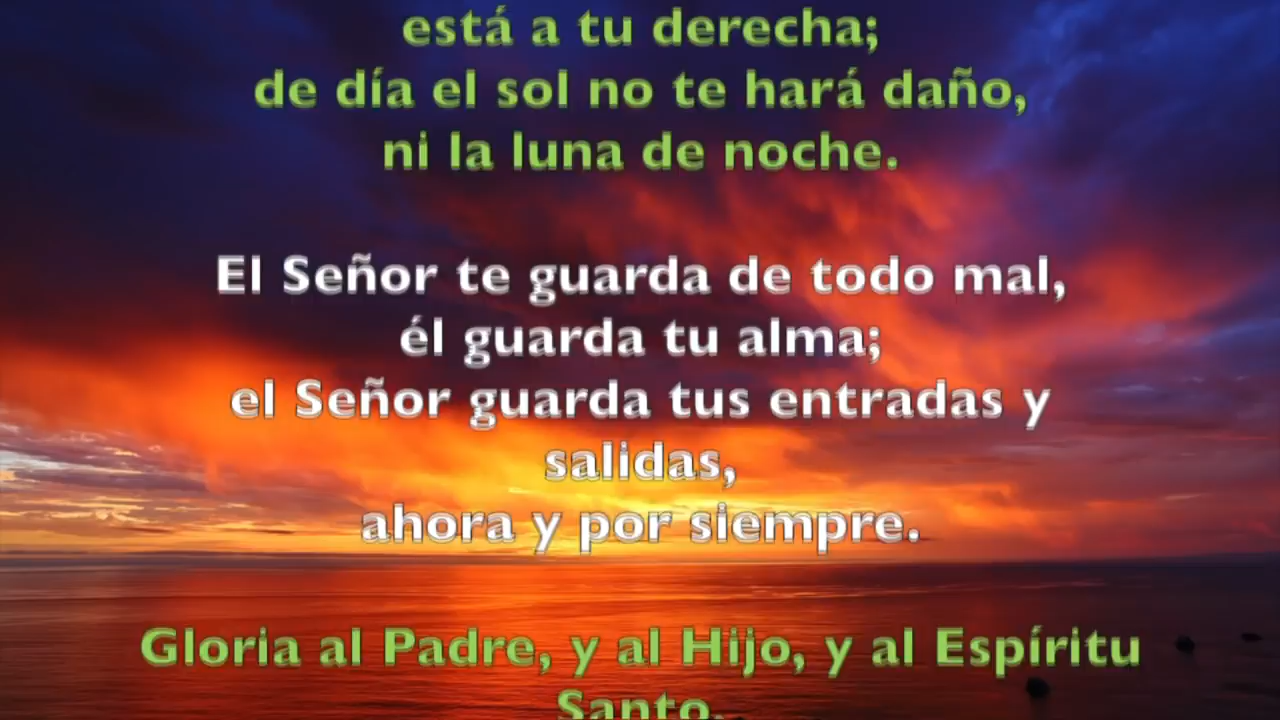 está a tu derecha;
de día el sol no te hará daño,
ni la luna de noche.
El Señor te guarda de todo mal,
él guarda tu alma;
el Señor guarda tus entradas y
salidas,
ahora y por siempre.
Gloria al Padre, y al Hijo, y al Espíritu
Santo.